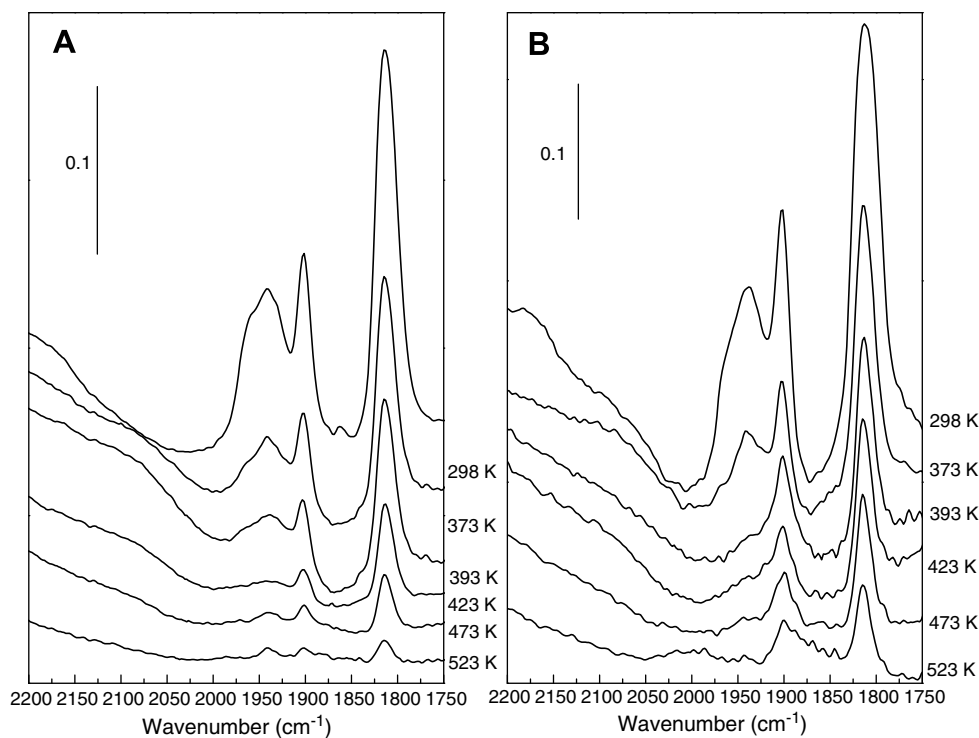 A
0.1
298 K
373 K
393 K
423 K
473 K
523 K
2200 2150 2100 2050 2000 1950 1900 1850 1800 1750
Wavenumber (cm-1)
B
0.1
298 K
373 K
393 K
423 K
473 K
523 K
2200 2150 2100 2050 2000 1950 1900 1850 1800 1750
Wavenumber (cm-1)